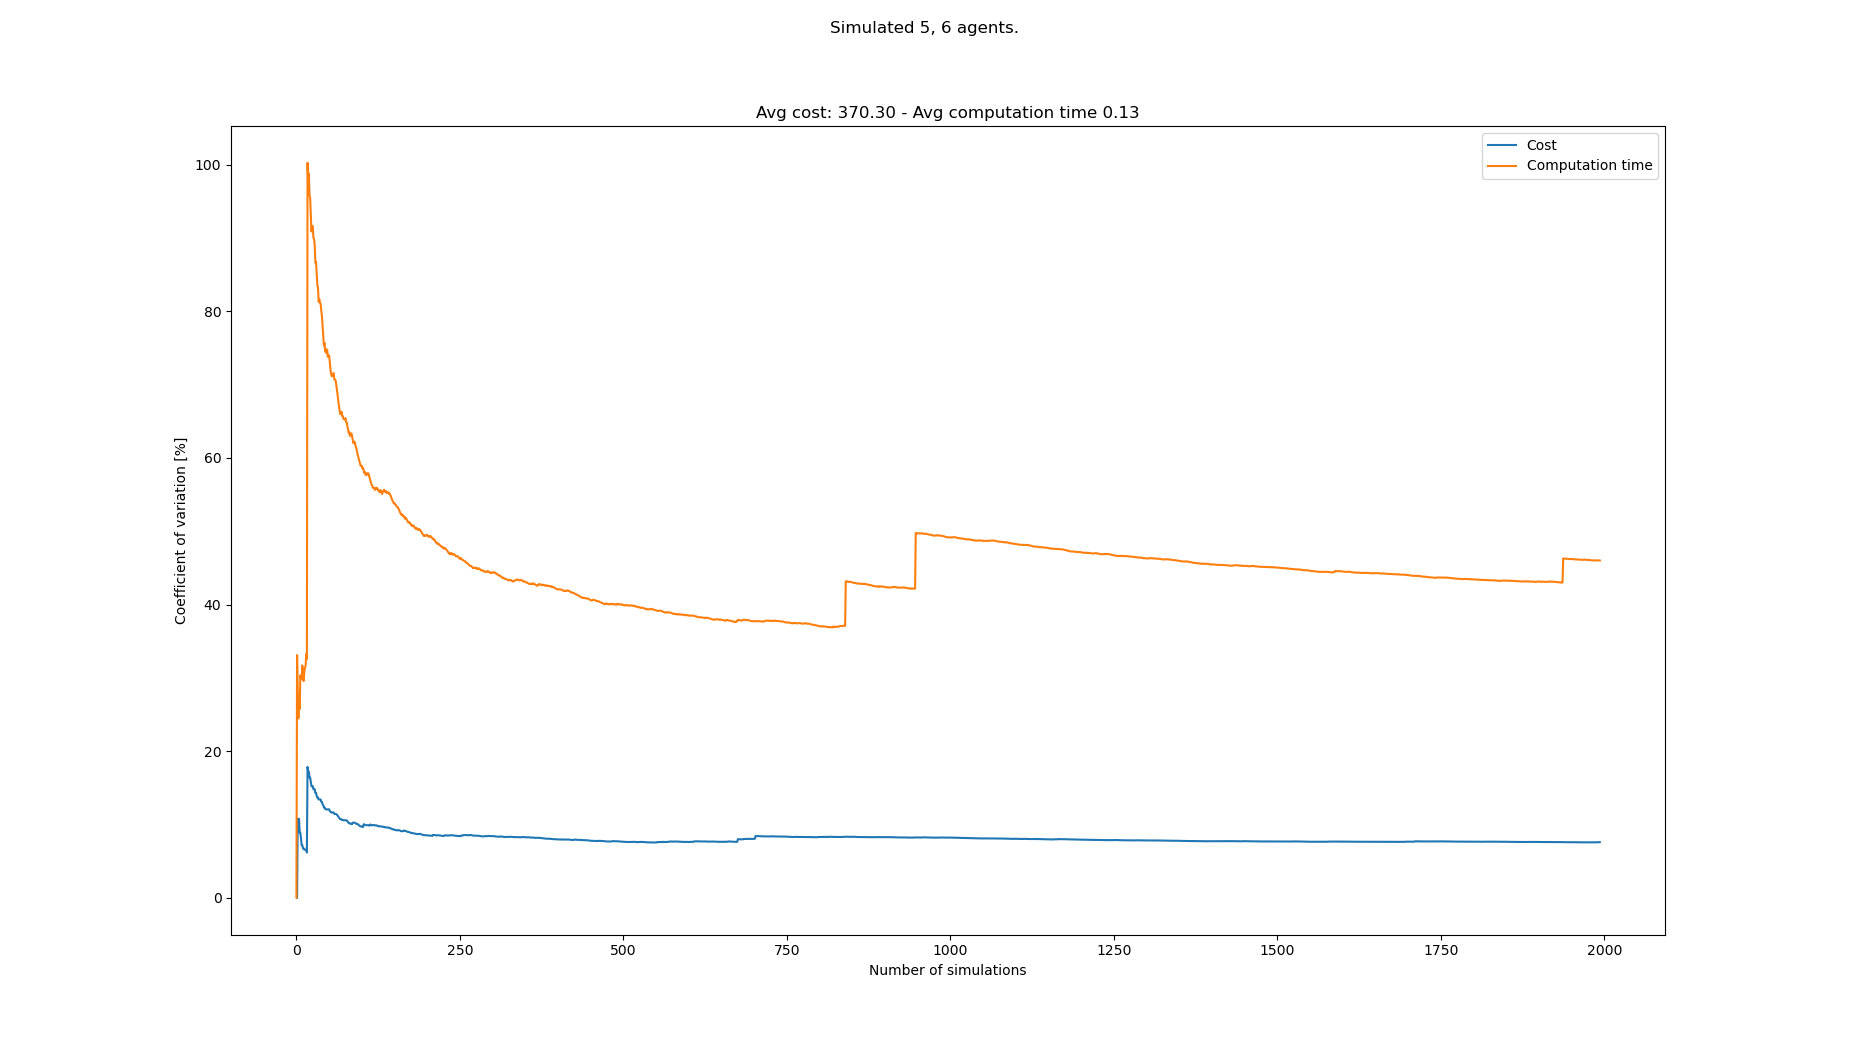 Simulated 5, 6 agents.
Avg cost: 370.30 - Avg computation time 0.13
Cost
Computation time
Coefficient of variation [%]
100
80
60
40
20
0
0 250 500 750 1000 1250 1500 1750 2000
Number of simulations